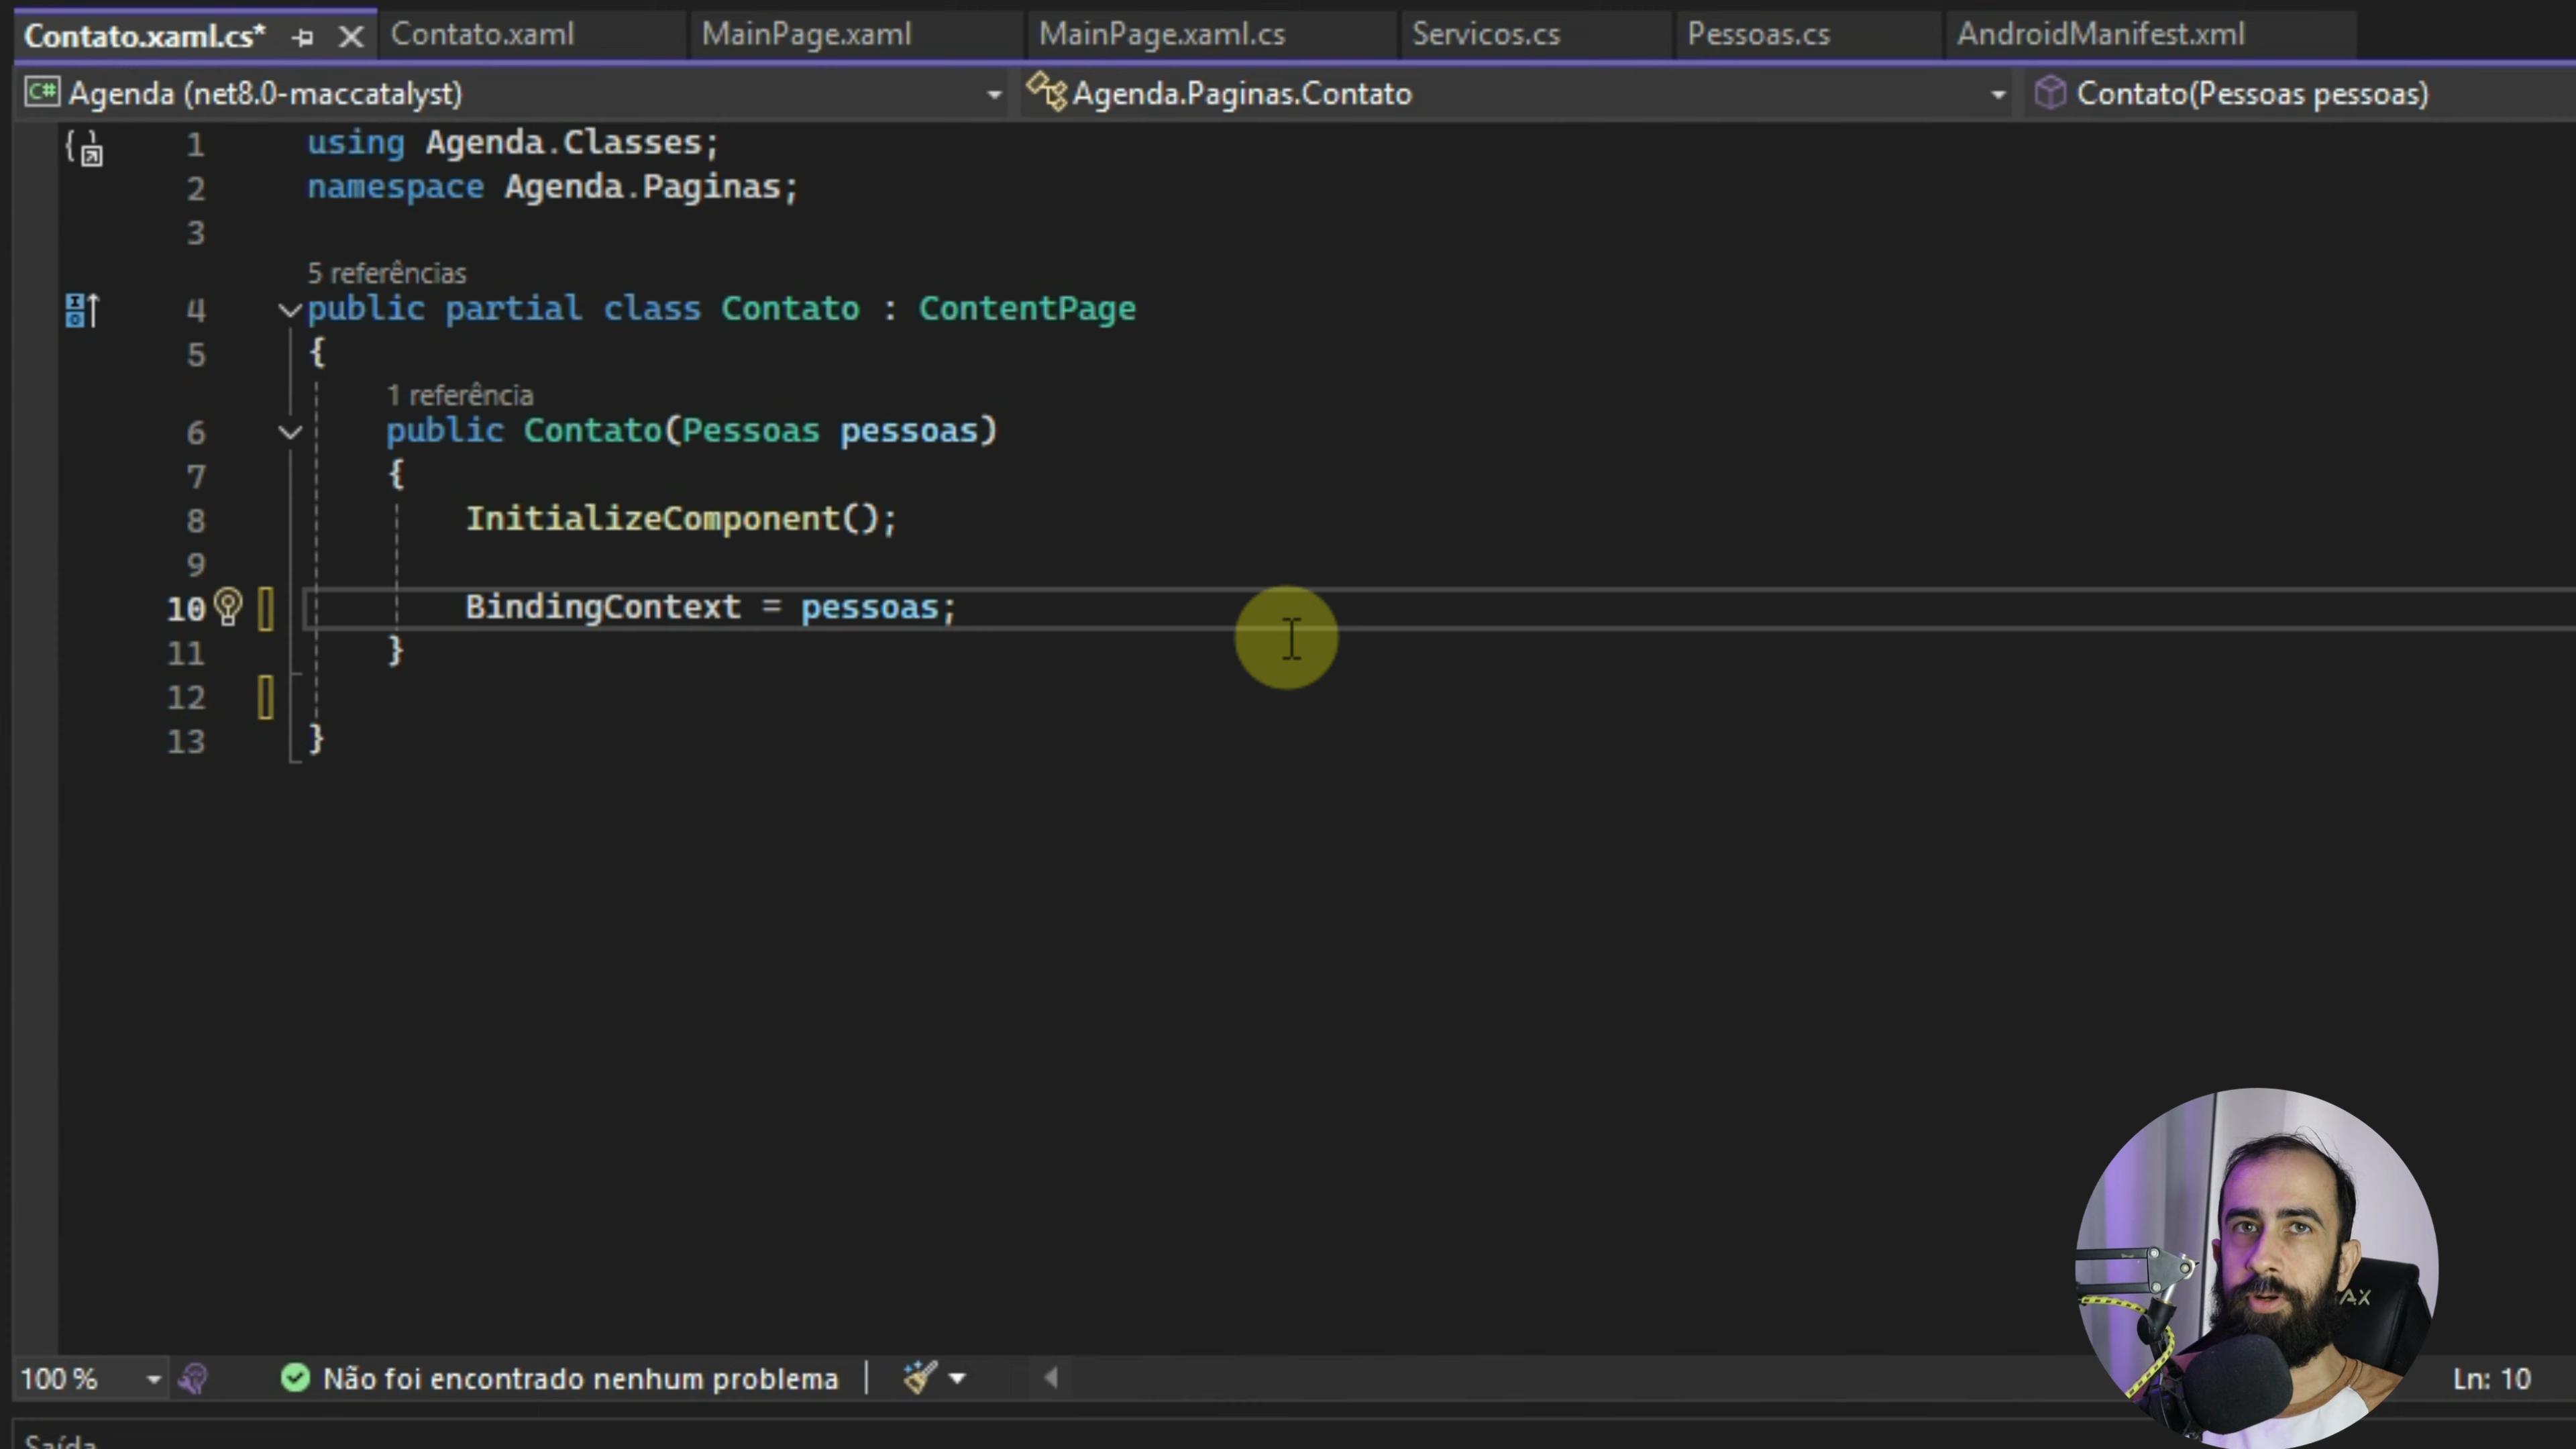 Contato.xaml.cs* Contato.xaml MainPage.xaml MainPage.xaml.cs Servicos.cs Pessoas.cs AndroidManifest.xml
C# Agenda (net8.0-maccatalyst) Agenda.Paginas.Contato Contato(Pessoas pessoas)
1 using Agenda.Classes;
2 namespace Agenda.Paginas;
3
5 referências
4 public partial class Contato : ContentPage
5 {
1 referência
6 public Contato(Pessoas pessoas)
7 {
8 InitializeComponent();
9
10 BindingContext = pessoas;
11 }
12
13 }
AX
100 % Não foi encontrado nenhum problema Ln: 10
Saída